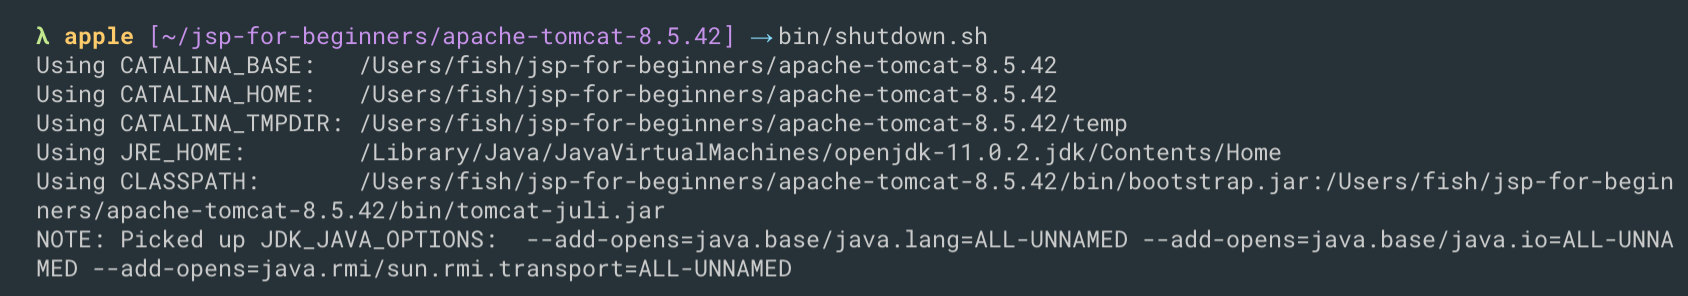 λ apple [~/jsp-for-beginners/apache-tomcat-8.5.42] →bin/shutdown.sh
Using CATALINA_BASE:   /Users/fish/jsp-for-beginners/apache-tomcat-8.5.42
Using CATALINA_HOME:   /Users/fish/jsp-for-beginners/apache-tomcat-8.5.42
Using CATALINA_TMPDIR: /Users/fish/jsp-for-beginners/apache-tomcat-8.5.42/temp
Using JRE_HOME:        /Library/Java/JavaVirtualMachines/openjdk-11.0.2.jdk/Contents/Home
Using CLASSPATH:       /Users/fish/jsp-for-beginners/apache-tomcat-8.5.42/bin/bootstrap.jar:/Users/fish/jsp-for-begin
ners/apache-tomcat-8.5.42/bin/tomcat-juli.jar
NOTE: Picked up JDK_JAVA_OPTIONS:  --add-opens=java.base/java.lang=ALL-UNNAMED --add-opens=java.base/java.io=ALL-UNNA
MED --add-opens=java.rmi/sun.rmi.transport=ALL-UNNAMED